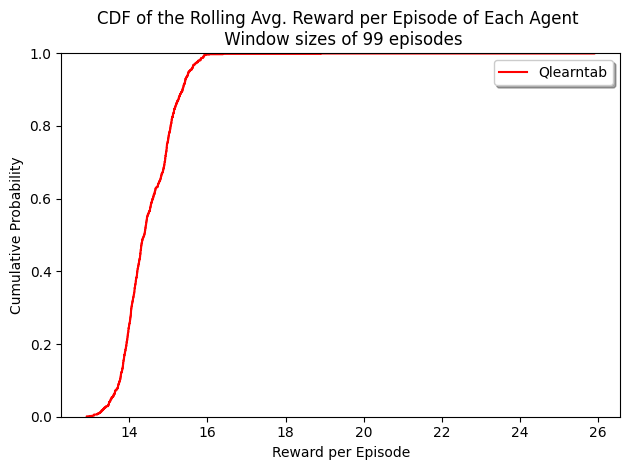 CDF of the Rolling Avg. Reward per Episode of Each Agent
Window sizes of 99 episodes
Qlearntab
1.0
0.8
0.6
0.4
0.2
0.0
Cumulative Probability
14 16 18 20 22 24 26
Reward per Episode